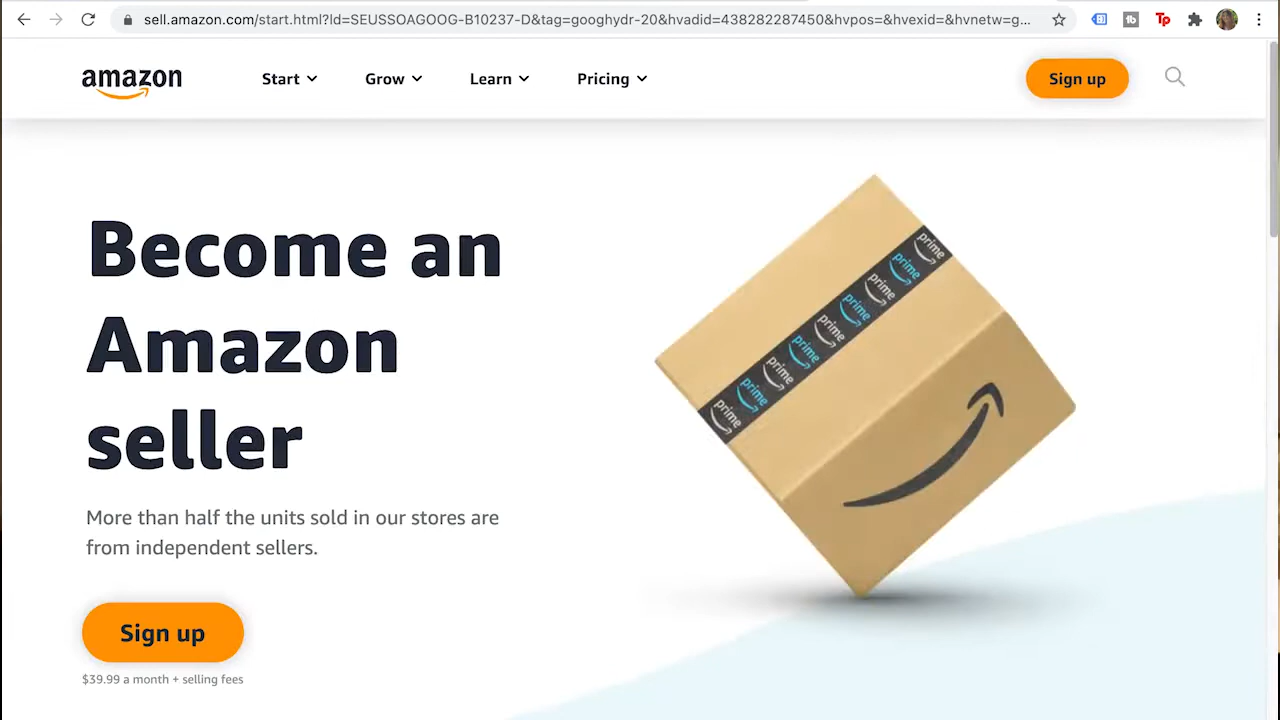 sell.amazon.com/start.html?ld=SEUSSOAGOOG-B10237-D&tag=googhydr-20&hvadid=438282287450&hvpos=&hvexid=&hvnetw=g...
Tp
amazon
Start
Grow
Learn
Pricing
Sign up
Become an
Amazon
seller
More than half the units sold in our stores are
from independent sellers.
Sign up
$39.99 a month + selling fees
prime
prime
prime
prime
prime
prime
prime
prime
prime